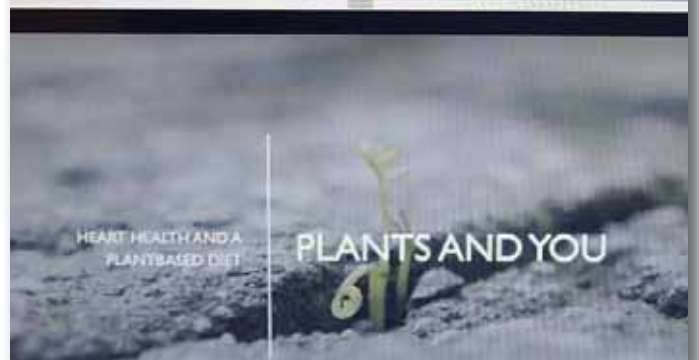 HEART HEALTH AND A
PLANTBASED DIET
PLANTS AND YOU